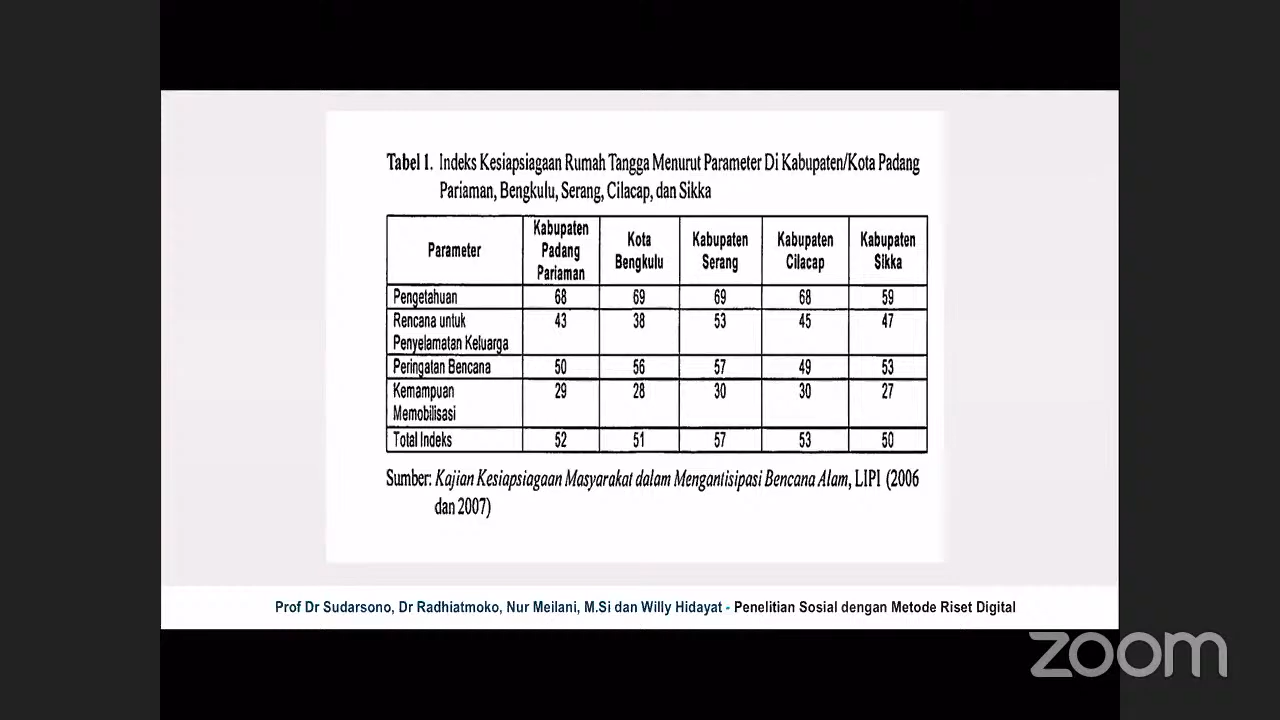 Tabel 1. Indeks Kesiapsiagaan Rumah Tangga Menurut Parameter Di Kabupaten/Kota Padang
Pariaman, Bengkulu, Serang, Cilacap, dan Sikka
Parameter Kabupaten Padang Pariaman Kota Bengkulu Kabupaten Serang Kabupaten Cilacap Kabupaten Sikka
Pengetahuan 68 69 69 68 59
Rencana untuk 43 38 53 45 47
Penyelamatan Keluarga
Peringatan Bencana 50 56 57 49 53
Kemampuan 29 28 30 30 27
Memobilisasi
Total Indeks 52 51 57 53 50
Sumber: Kajian Kesiapsiagaan Masyarakat dalam Mengantisipasi Bencana Alam, LIPI (2006
dan 2007)
Prof Dr Sudarsono, Dr Radhiatmoko, Nur Meilani, M.Si dan Willy Hidayat - Penelitian Sosial dengan Metode Riset Digital
zoom